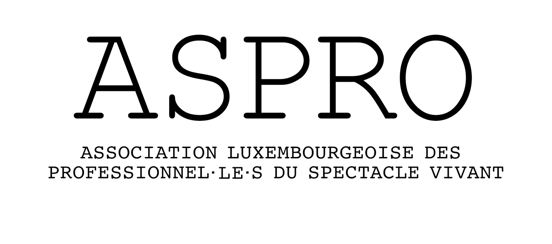 ASPRO
ASSOCIATION LUXEMBOURGEOISE DES
PROFESSIONNEL·LE·S DU SPECTACLE VIVANT